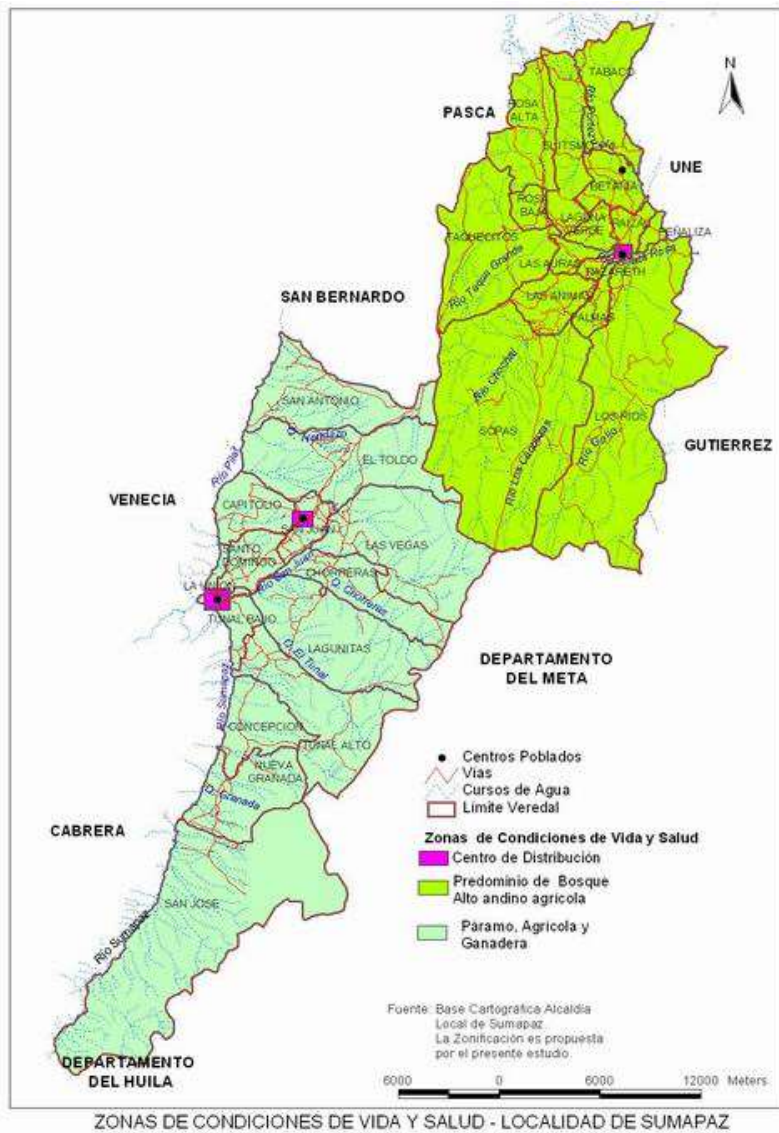 N
TABACO
ROSA
ALTA
PASCA
UNE
BETANIA
ROSA
BAJA
LAGUNA
VERDE
RAIZAL
PEÑALIZA
TAQUECITOS
LAS AURAS
NAZARETH
Río Taque Grande
LAS ANIMAS
PALMAS
SAN BERNARDO
SAN ANTONIO
Río Chochal
LOS RIOS
SOPAS
Río Gallo
GUTIERREZ
EL TOLDO
Río Pilar
VENECIA
CAPITOLIO
SAN JUAN
LAS VEGAS
SANTO
DOMINGO
Río San Juan
CHORRERAS
Q. Chorreras
LA UNION
TUNAL BAJO
LAGUNITAS
Q. El Tunal
DEPARTAMENTO
DEL META
Río Sumapaz
CONCEPCION
TUNAL ALTO
NUEVA
GRANADA
Q. Granada
CABRERA
SAN JOSE
Río Sumapaz
DEPARTAMENTO
DEL HUILA
Centros Poblados
Vias
Cursos de Agua
Limite Veredal
Zonas de Condiciones de Vida y Salud
Centro de Distribución
Predominio de Bosque
Alto andino agrícola
Páramo, Agrícola y
Ganadera
Fuente: Base Cartográfica Alcaldía
Local de Sumapaz
La Zonificación es propuesta
por el presente estudio.
6000 0 6000 12000 Meters
ZONAS DE CONDICIONES DE VIDA Y SALUD - LOCALIDAD DE SUMAPAZ